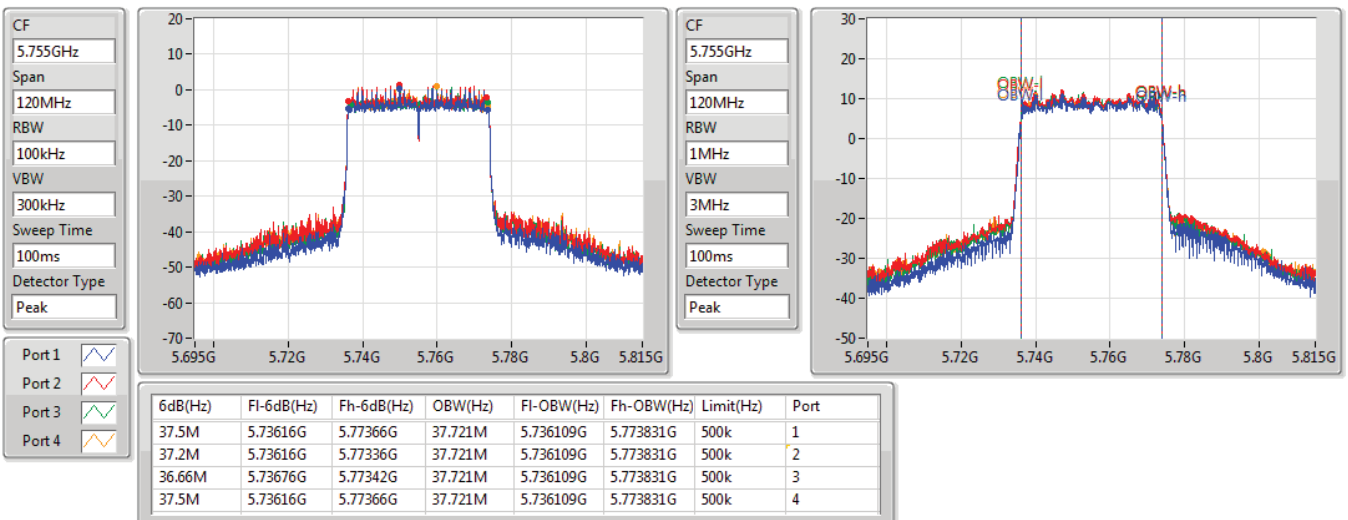 CF
5.755GHz
Span
120MHz
RBW
100kHz
VBW
300kHz
Sweep Time
100ms
Detector Type
Peak
20
10
0
-10
-20
-30
-40
-50
-60
-70
5.695G 5.72G 5.74G 5.76G 5.78G 5.8G 5.815G
CF
5.755GHz
Span
120MHz
RBW
1MHz
VBW
3MHz
Sweep Time
100ms
Detector Type
Peak
30
20
10
0
-10
-20
-30
-40
-50
OBW-l
OBW-l
OBW-h
5.695G 5.72G 5.74G 5.76G 5.78G 5.8G 5.815G
Port 1
Port 2
Port 3
Port 4
6dB(Hz) Fl-6dB(Hz) Fh-6dB(Hz) OBW(Hz) Fl-OBW(Hz) Fh-OBW(Hz) Limit(Hz) Port
37.5M 5.73616G 5.77366G 37.721M 5.736109G 5.773831G 500k 1
37.2M 5.73616G 5.77336G 37.721M 5.736109G 5.773831G 500k 2
36.66M 5.73676G 5.77342G 37.721M 5.736109G 5.773831G 500k 3
37.5M 5.73616G 5.77366G 37.721M 5.736109G 5.773831G 500k 4